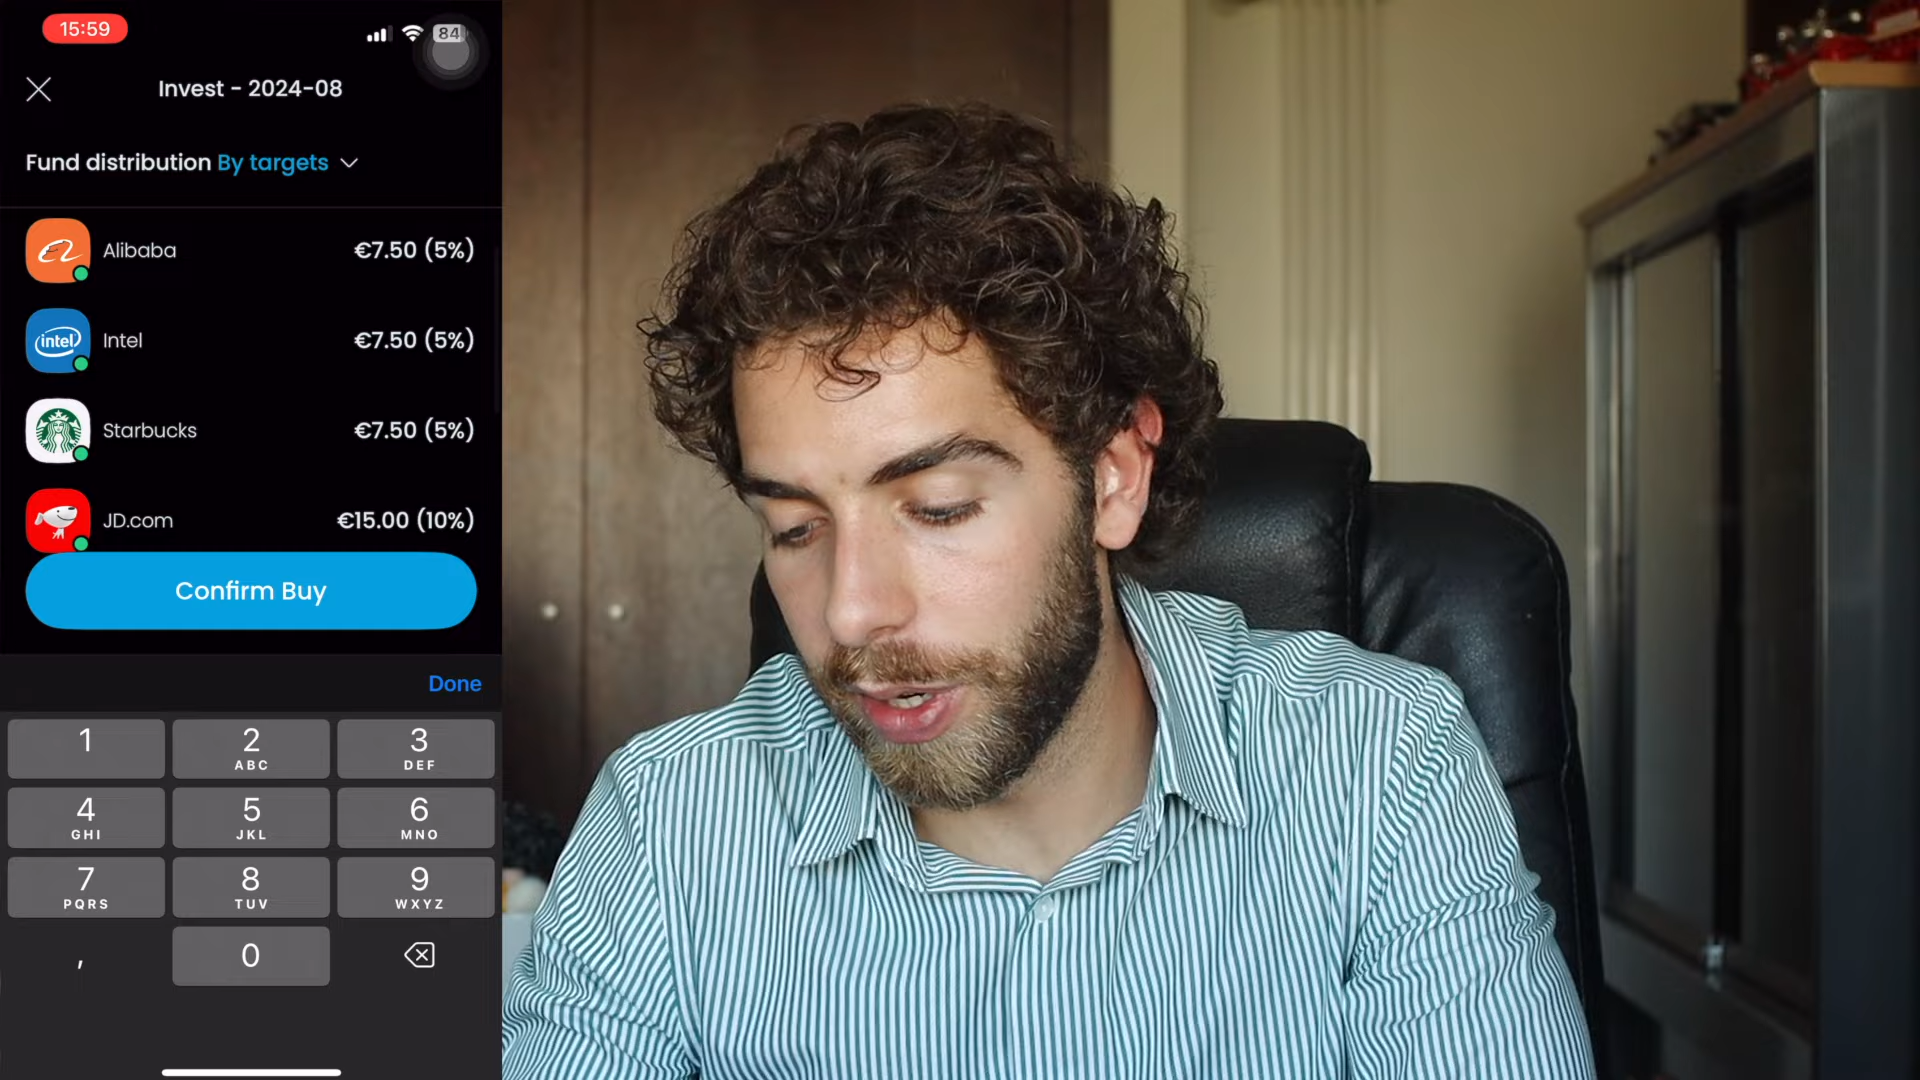 15:59
84
Invest - 2024-08
Fund distribution By targets
Alibaba €7.50 (5%)
intel Intel €7.50 (5%)
Starbucks €7.50 (5%)
JD.com €15.00 (10%)
Confirm Buy
Done
1 2 3
ABC DEF
4 5 6
GHI JKL MNO
7 8 9
PQRS TUV WXYZ
, 0